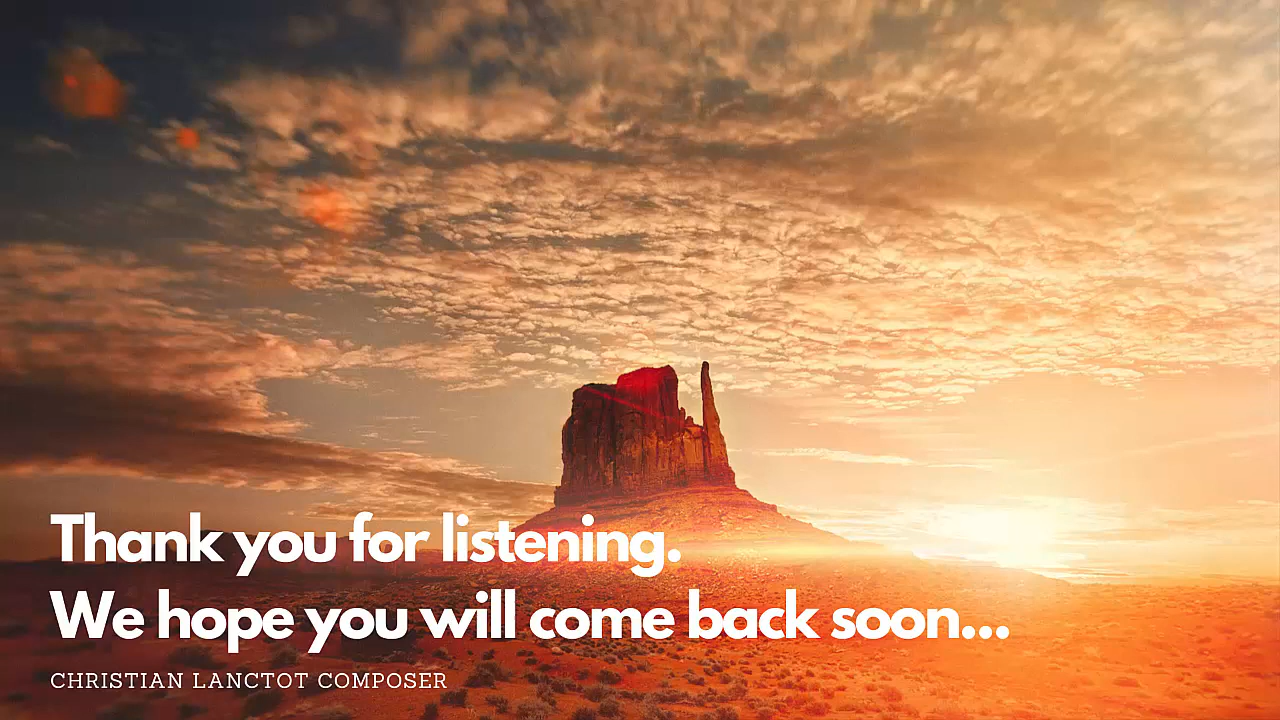 Thank you for listening.
We hope you will come back soon...
CHRISTIAN LANCTOT COMPOSER